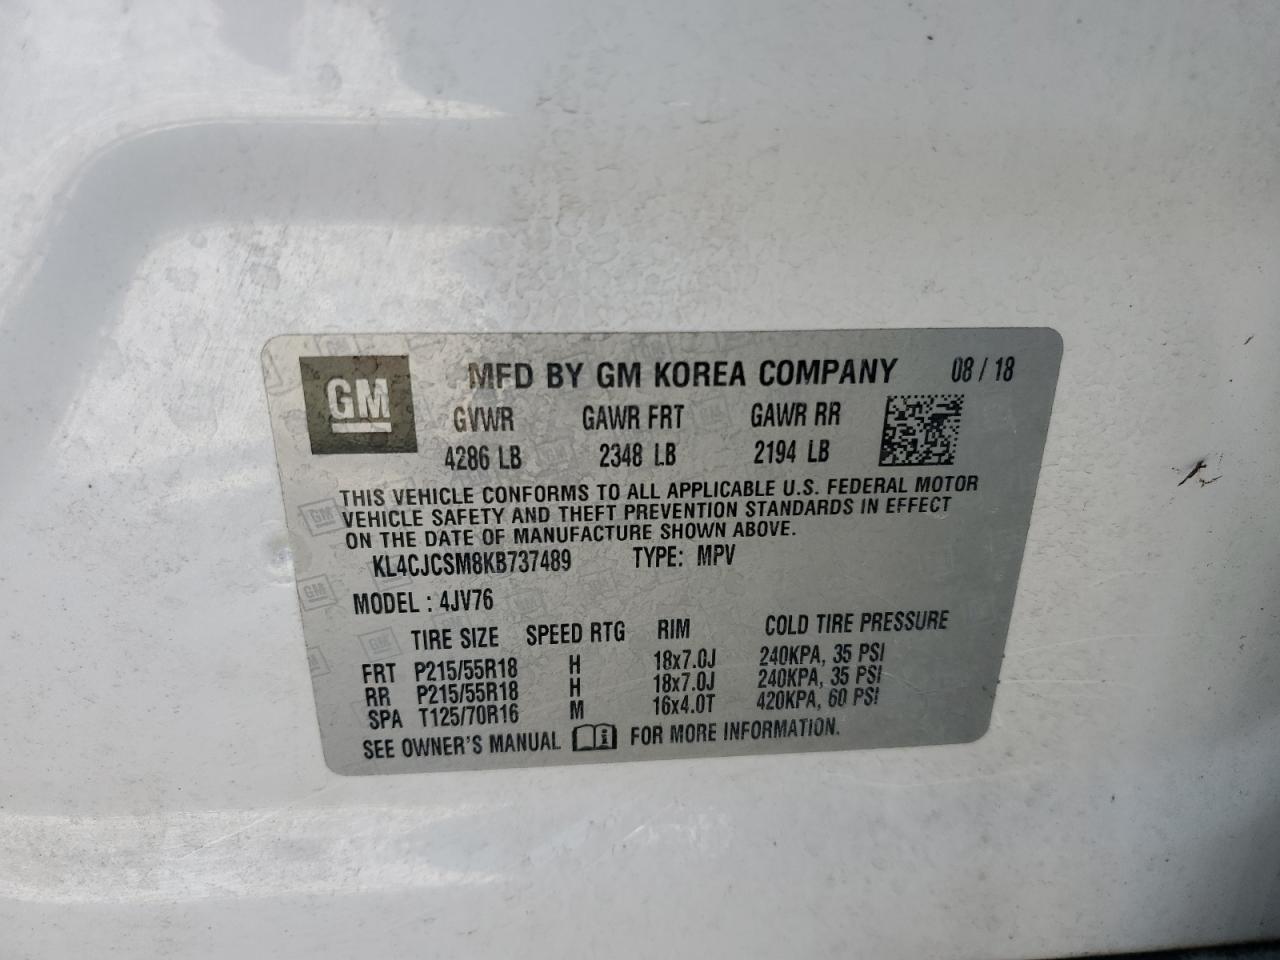 GM
MFD BY GM KOREA COMPANY 08 / 18
GVWR GAWR FRT GAWR RR
4286 LB 2348 LB 2194 LB
THIS VEHICLE CONFORMS TO ALL APPLICABLE U.S. FEDERAL MOTOR
VEHICLE SAFETY AND THEFT PREVENTION STANDARDS IN EFFECT
ON THE DATE OF MANUFACTURE SHOWN ABOVE.
KL4CJCSM8KB737489 TYPE: MPV
MODEL : 4JV76
TIRE SIZE SPEED RTG RIM COLD TIRE PRESSURE
FRT P215/55R18 H 18x7.0J 240KPA, 35 PSI
RR P215/55R18 H 18x7.0J 240KPA, 35 PSI
SPA T125/70R16 M 16x4.0T 420KPA, 60 PSI
SEE OWNER'S MANUAL i FOR MORE INFORMATION.